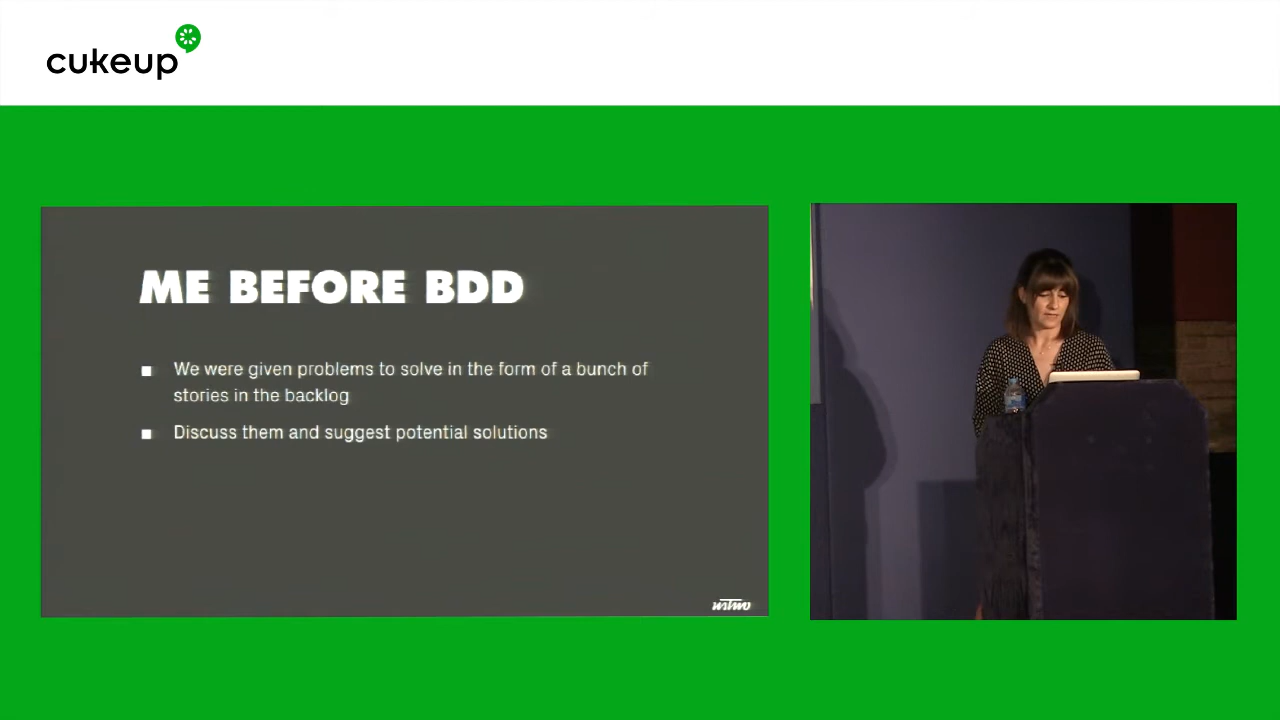 cukeup
ME BEFORE BDD
We were given problems to solve in the form of a bunch of
stories in the backlog
Discuss them and suggest potential solutions
ustwo